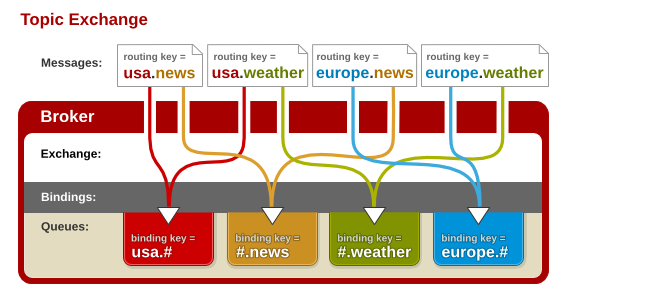 Topic Exchange
Messages:
routing key =
usa.news
routing key =
usa.weather
routing key =
europe.news
routing key =
europe.weather
Broker
Exchange:
Bindings:
Queues:
binding key =
usa.#
binding key =
#.news
binding key =
#.weather
binding key =
europe.#